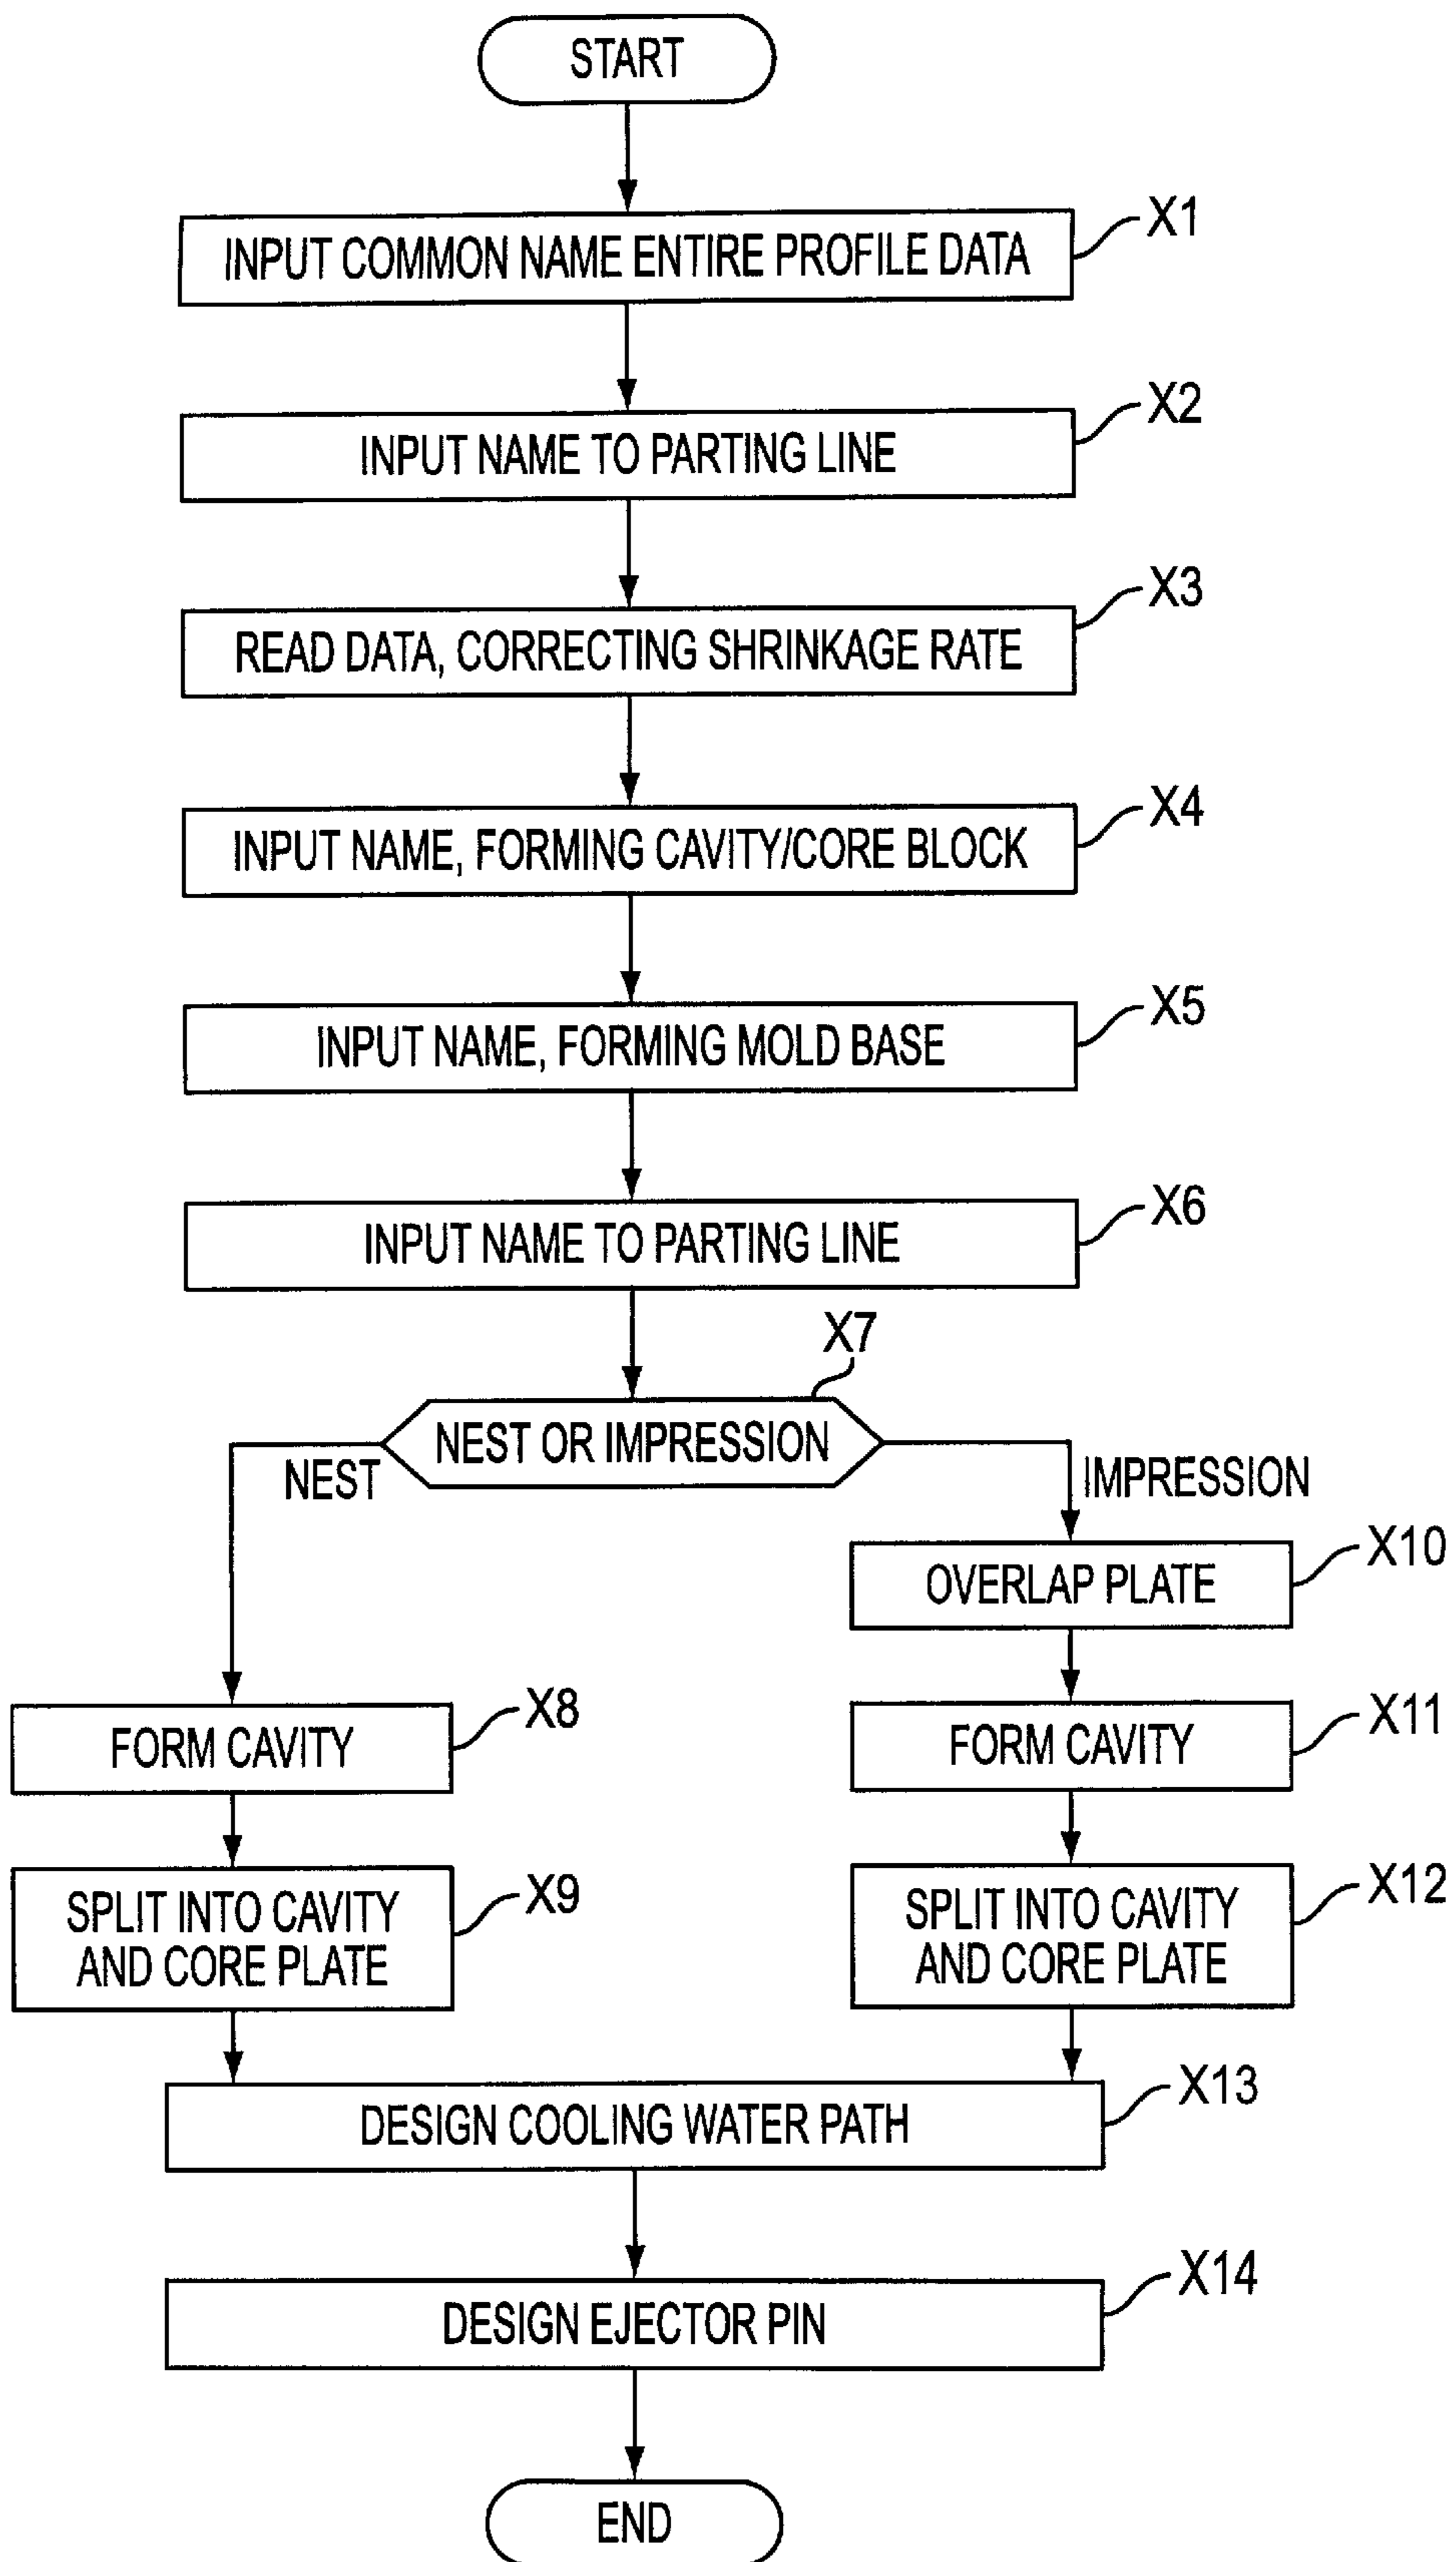 START
INPUT COMMON NAME ENTIRE PROFILE DATA
X1
INPUT NAME TO PARTING LINE
X2
READ DATA, CORRECTING SHRINKAGE RATE
X3
INPUT NAME, FORMING CAVITY/CORE BLOCK
X4
INPUT NAME, FORMING MOLD BASE
X5
INPUT NAME TO PARTING LINE
X6
X7
NEST OR IMPRESSION
NEST
IMPRESSION
OVERLAP PLATE
X10
FORM CAVITY
X8
FORM CAVITY
X11
SPLIT INTO CAVITY
AND CORE PLATE
X9
SPLIT INTO CAVITY
AND CORE PLATE
X12
DESIGN COOLING WATER PATH
X13
DESIGN EJECTOR PIN
X14
END